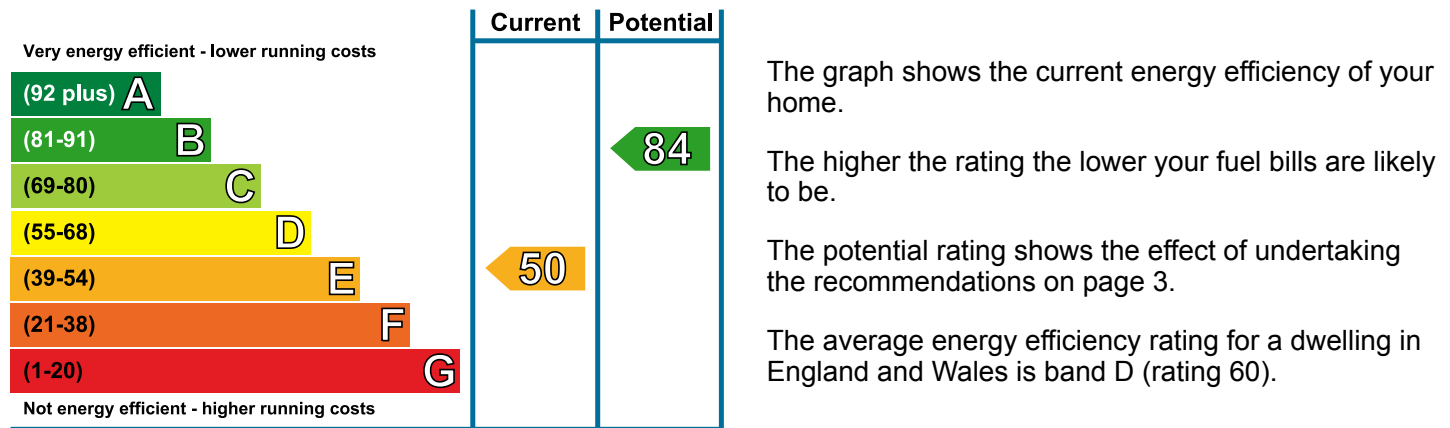 Current Potential
Very energy efficient - lower running costs
(92 plus) A
(81-91) B
84
(69-80) C
(55-68) D
(39-54) E
50
(21-38) F
(1-20) G
Not energy efficient - higher running costs
The graph shows the current energy efficiency of your
home.
The higher the rating the lower your fuel bills are likely
to be.
The potential rating shows the effect of undertaking
the recommendations on page 3.
The average energy efficiency rating for a dwelling in
England and Wales is band D (rating 60).